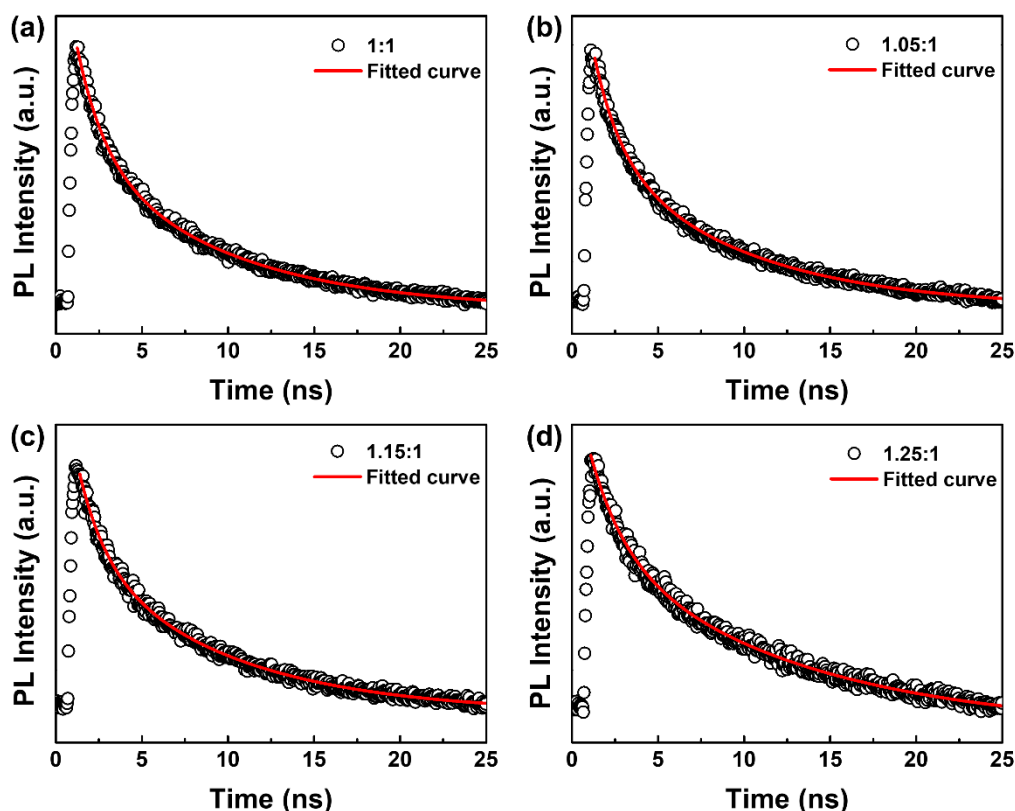 (a)
1:1
Fitted curve
PL Intensity (a.u.)
0 5 10 15 20 25
Time (ns)
(b)
1.05:1
Fitted curve
PL Intensity (a.u.)
0 5 10 15 20 25
Time (ns)
(c)
1.15:1
Fitted curve
PL Intensity (a.u.)
0 5 10 15 20 25
Time (ns)
(d)
1.25:1
Fitted curve
PL Intensity (a.u.)
0 5 10 15 20 25
Time (ns)